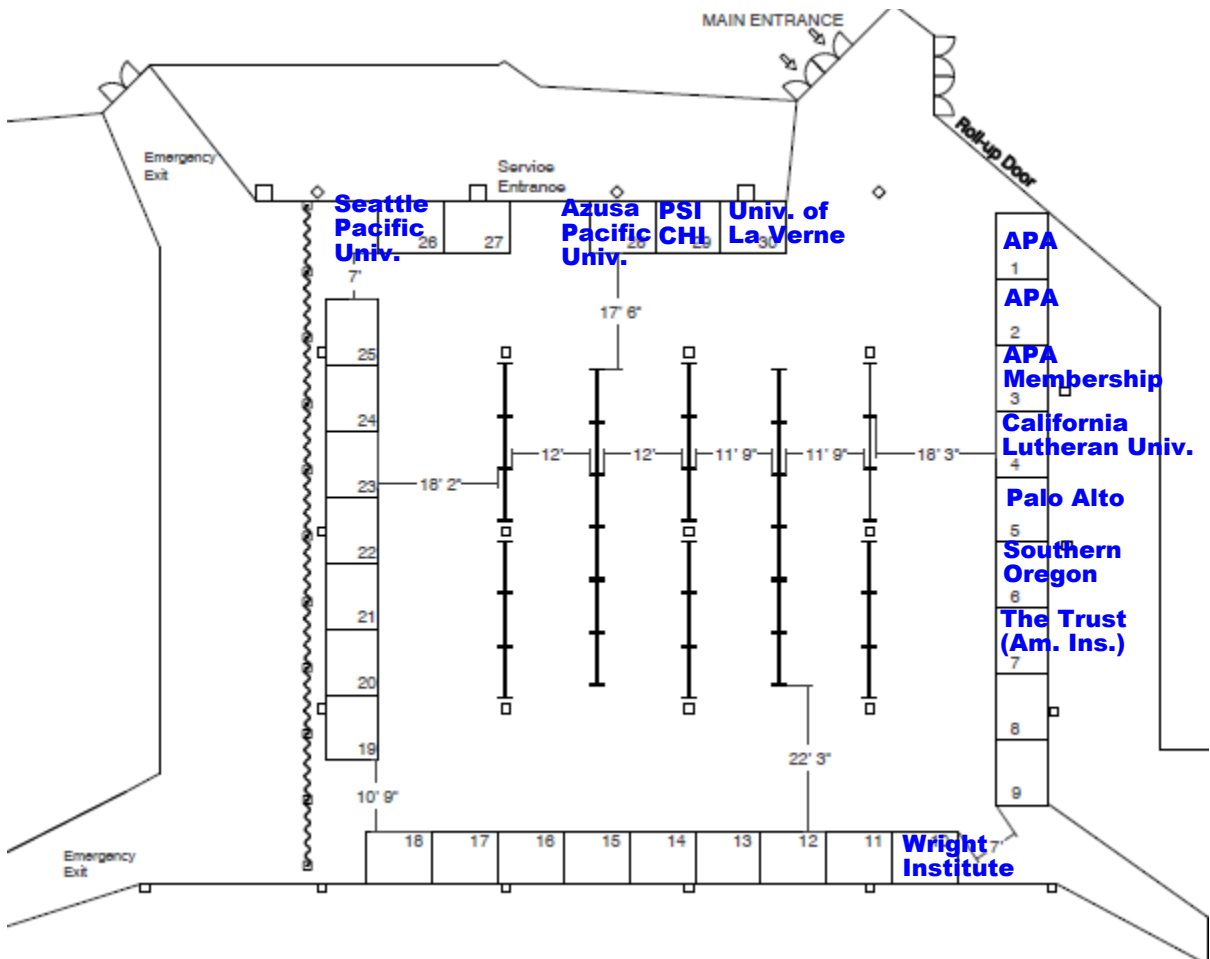 MAIN ENTRANCE
Roll-up Door
Emergency
Exit
Service
Entrance
Seattle
Pacific
Univ.
26
27
Azusa
Pacific
Univ.
28
PSI
CHI
29
Univ. of
La Verne
30
APA
1
APA
2
APA
Membership
3
California
Lutheran Univ.
4
Palo Alto
5
Southern
Oregon
6
The Trust
(Am. Ins.)
7
8
9
7'
17' 6"
25
24
23
22
21
20
19
18' 2"
12'
12'
11' 9"
11' 9"
18' 3"
22' 3"
10' 9"
18
17
16
15
14
13
12
11
10
Wright
Institute
7'
Emergency
Exit